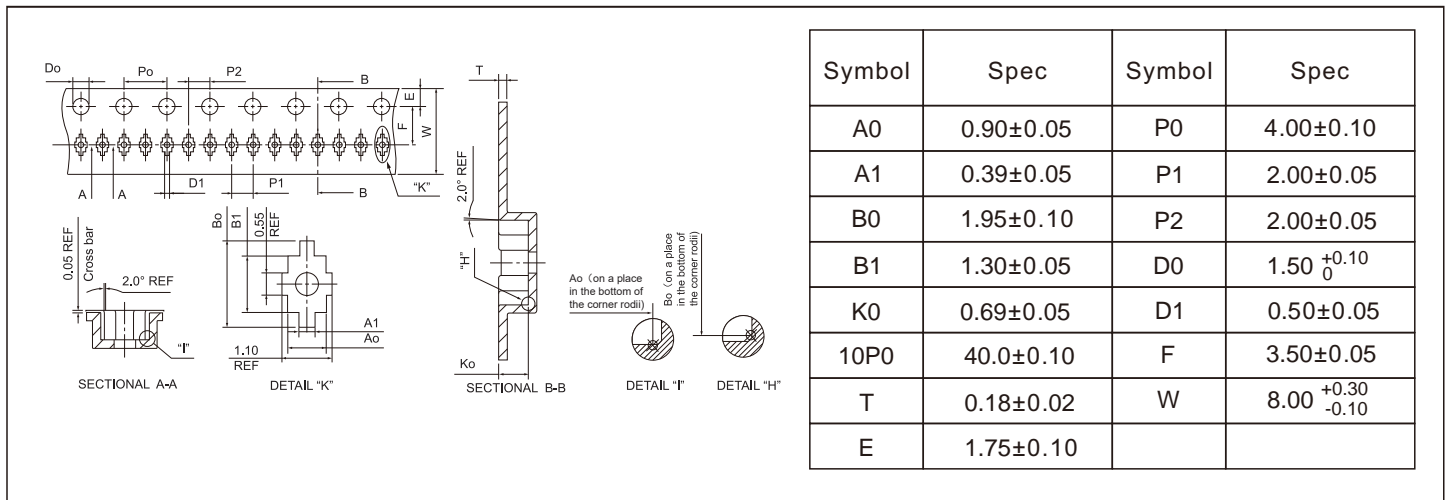 Do
Po
P2
B
E
F
W
A
A
D1
P1
B
“K”
T
2.0° REF
“H”
Ko
SECTIONAL B-B
0.05 REF
Cross bar
2.0° REF
“I”
SECTIONAL A-A
Bo
B1
0.55
REF
A1
Ao
1.10
REF
DETAIL “K”
Ao（on a place
in the bottom of
the corner rodii)
DETAIL “I”
Bo（on a place
in the bottom of
the corner rodii)
DETAIL “H”
Symbol Spec Symbol Spec
A0 0.90±0.05 P0 4.00±0.10
A1 0.39±0.05 P1 2.00±0.05
B0 1.95±0.10 P2 2.00±0.05
B1 1.30±0.05 D0 1.50 +0.10 0
K0 0.69±0.05 D1 0.50±0.05
10P0 40.0±0.10 F 3.50±0.05
T 0.18±0.02 W 8.00 +0.30 -0.10
E 1.75±0.10